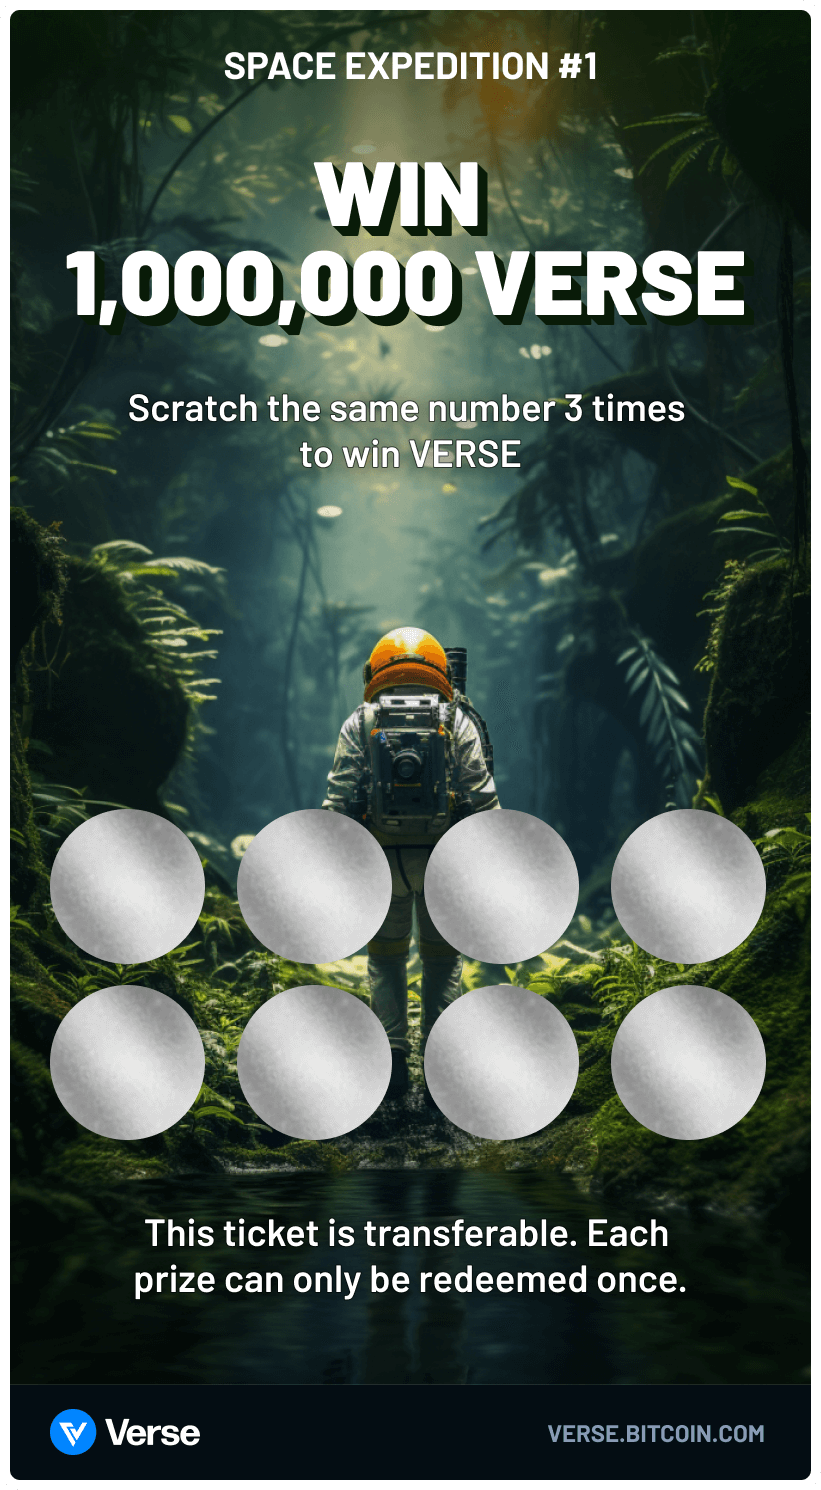 SPACE EXPEDITION #1
WIN
1,000,000 VERSE
Scratch the same number 3 times
to win VERSE
This ticket is transferable. Each
prize can only be redeemed once.
Verse
VERSE.BITCOIN.COM